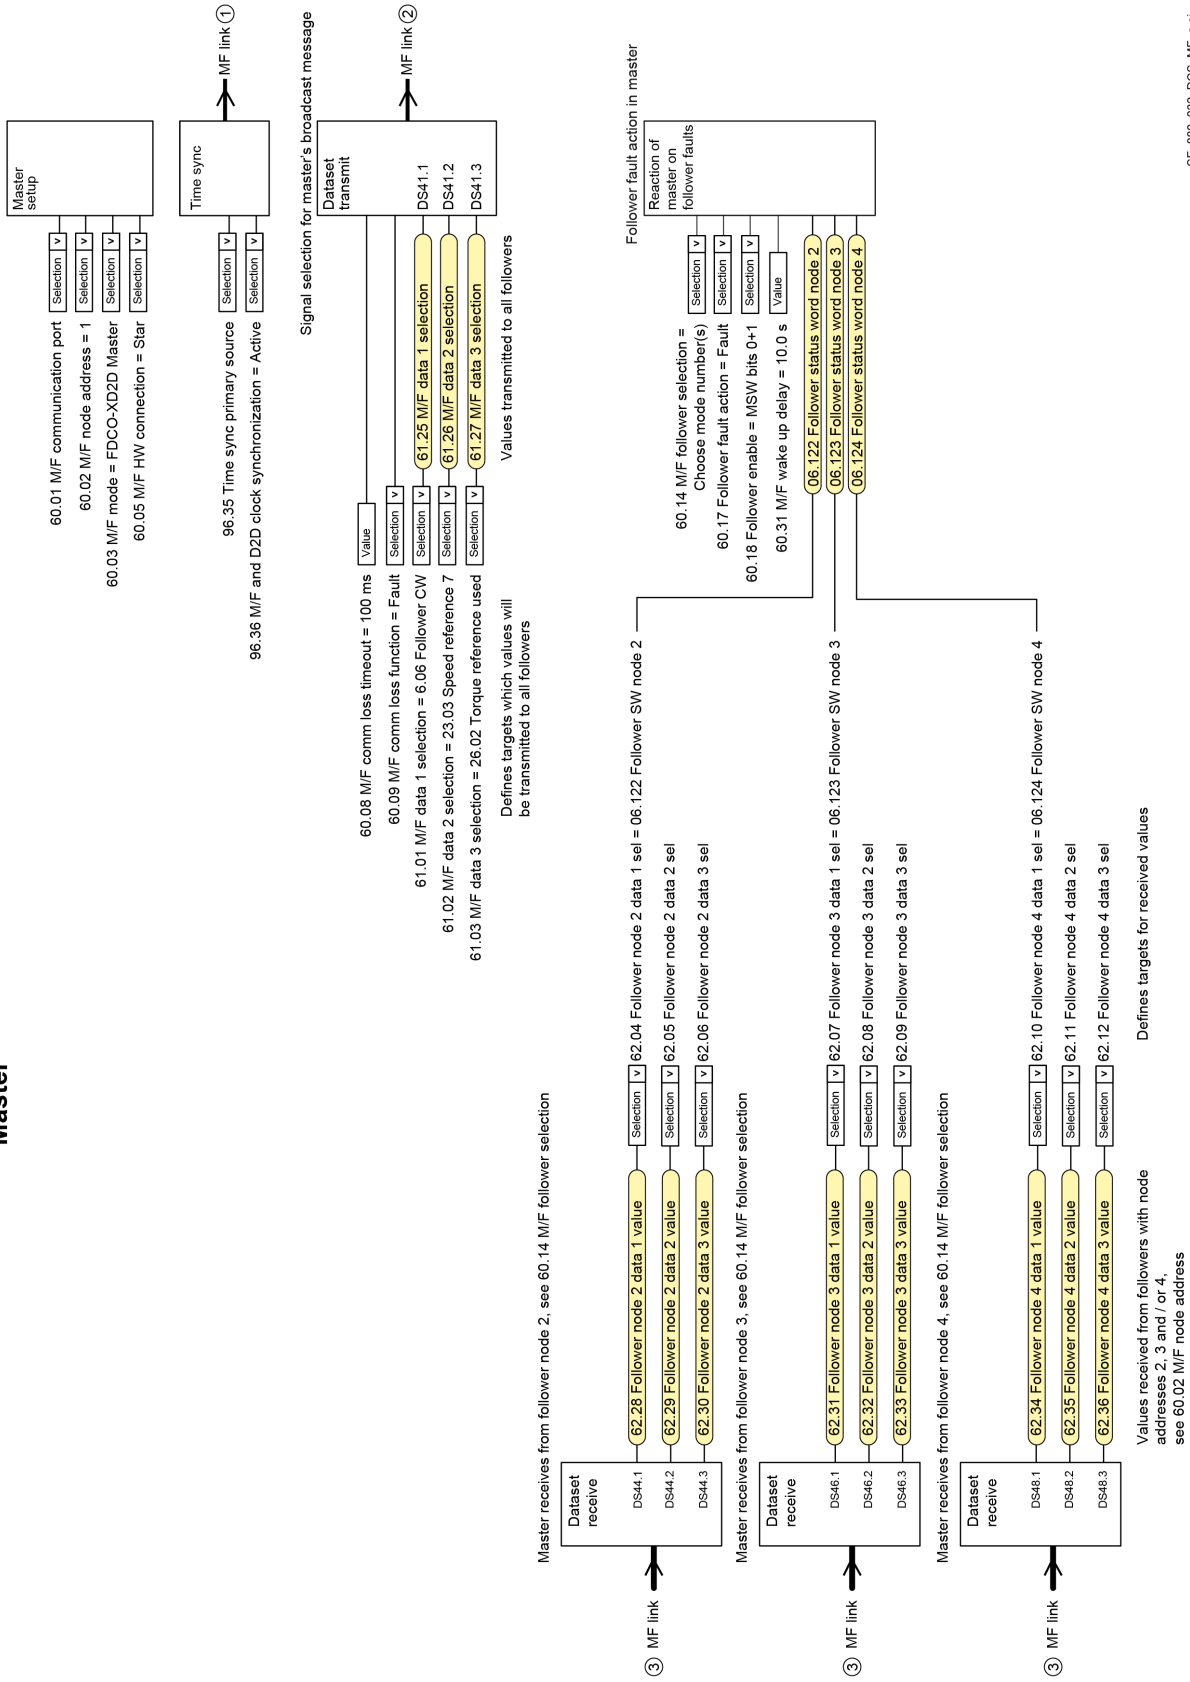 Master
Master setup
60.01 M/F communication port
Selection v
60.02 M/F node address = 1
Selection v
60.03 M/F mode = FDCO-XD2D Master
Selection v
60.05 M/F HW connection = Star
Selection v
Time sync
96.35 Time sync primary source
Selection v
96.36 M/F and D2D clock synchronization = Active
Selection v
MF link 1
Signal selection for master's broadcast message
Dataset
transmit
60.08 M/F comm loss timeout = 100 ms
Value
60.09 M/F comm loss function = Fault
Selection v
61.01 M/F data 1 selection = 6.06 Follower CW
Selection v
61.25 M/F data 1 selection
DS41.1
61.02 M/F data 2 selection = 23.03 Speed reference 7
Selection v
61.26 M/F data 2 selection
DS41.2
61.03 M/F data 3 selection = 26.02 Torque reference used
Selection v
61.27 M/F data 3 selection
DS41.3
MF link 2
Defines targets which values will
be transmitted to all followers
Values transmitted to all followers
Master receives from follower node 2, see 60.14 M/F follower selection
3 MF link
Dataset
receive
DS44.1
62.28 Follower node 2 data 1 value
Selection v
62.04 Follower node 2 data 1 sel = 06.122 Follower SW node 2
DS44.2
62.29 Follower node 2 data 2 value
Selection v
62.05 Follower node 2 data 2 sel
DS44.3
62.30 Follower node 2 data 3 value
Selection v
62.06 Follower node 2 data 3 sel
Follower fault action in master
Reaction of
master on
follower faults
60.14 M/F follower selection =
Choose mode number(s)
Selection v
60.17 Follower fault action = Fault
Selection v
60.18 Follower enable = MSW bits 0+1
Selection v
60.31 M/F wake up delay = 10.0 s
Value
06.122 Follower status word node 2
06.123 Follower status word node 3
06.124 Follower status word node 4
Master receives from follower node 3, see 60.14 M/F follower selection
3 MF link
Dataset
receive
DS46.1
62.31 Follower node 3 data 1 value
Selection v
62.07 Follower node 3 data 1 sel = 06.123 Follower SW node 3
DS46.2
62.32 Follower node 3 data 2 value
Selection v
62.08 Follower node 3 data 2 sel
DS46.3
62.33 Follower node 3 data 3 value
Selection v
62.09 Follower node 3 data 3 sel
Master receives from follower node 4, see 60.14 M/F follower selection
3 MF link
Dataset
receive
DS48.1
62.34 Follower node 4 data 1 value
Selection v
62.10 Follower node 4 data 1 sel = 06.124 Follower SW node 4
DS48.2
62.35 Follower node 4 data 2 value
Selection v
62.11 Follower node 4 data 2 sel
DS48.3
62.36 Follower node 4 data 3 value
Selection v
62.12 Follower node 4 data 3 sel
Values received from followers with node
addresses 2, 3 and / or 4,
see 60.02 M/F node address
Defines targets for received values